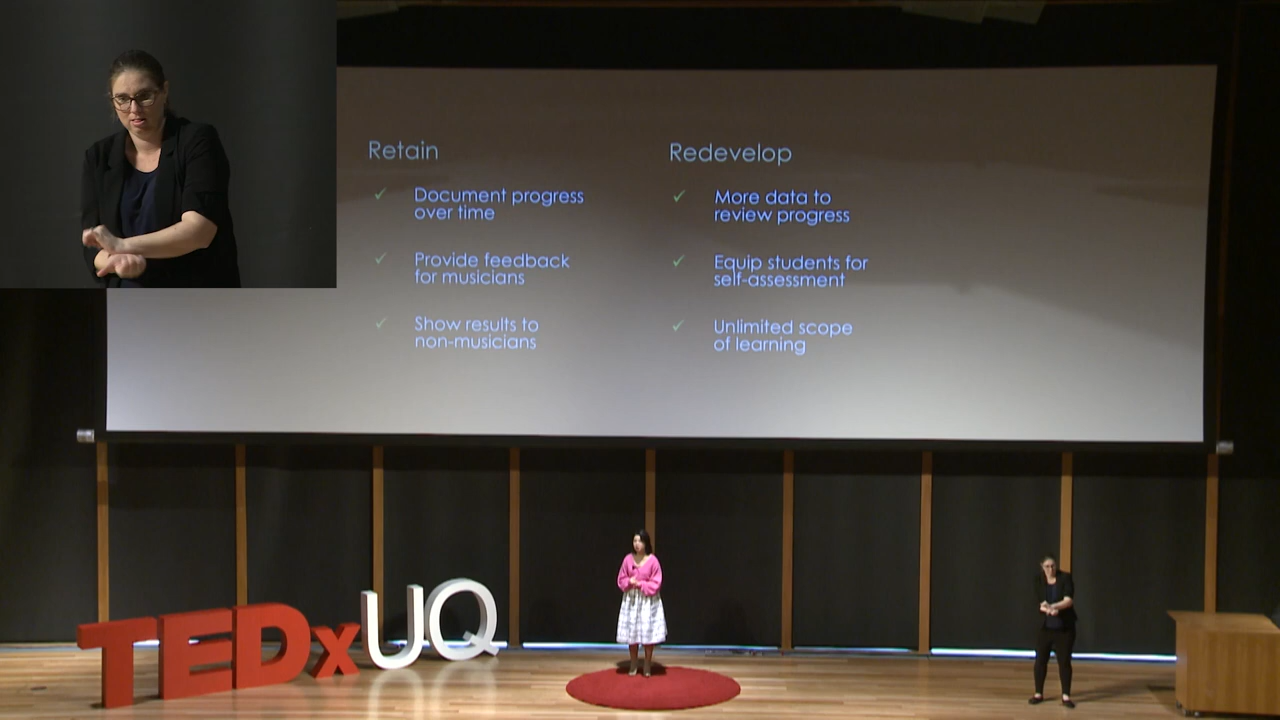 Retain
Document progress
over time
Provide feedback
for musicians
Show results to
non-musicians
Redevelop
More data to
review progress
Equip students for
self-assessment
Unlimited scope
of learning
TEDxUQ